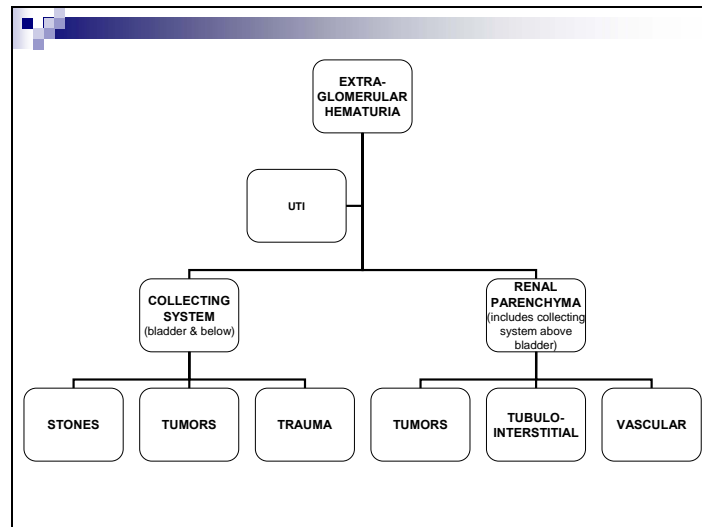 EXTRA-
GLOMERULAR
HEMATURIA
UTI
COLLECTING
SYSTEM
(bladder & below)
RENAL
PARENCHYMA
(includes collecting
system above
bladder)
STONES
TUMORS
TRAUMA
TUMORS
TUBULO-
INTERSTITIAL
VASCULAR